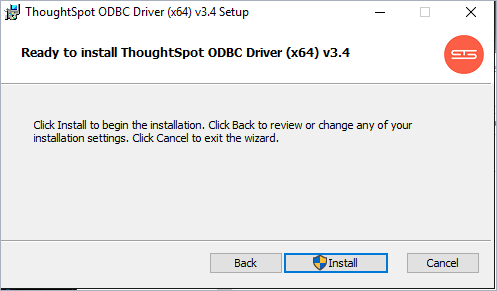 ThoughtSpot ODBC Driver (x64) v3.4 Setup
Ready to install ThoughtSpot ODBC Driver (x64) v3.4
Click Install to begin the installation. Click Back to review or change any of your
installation settings. Click Cancel to exit the wizard.
Back Install Cancel